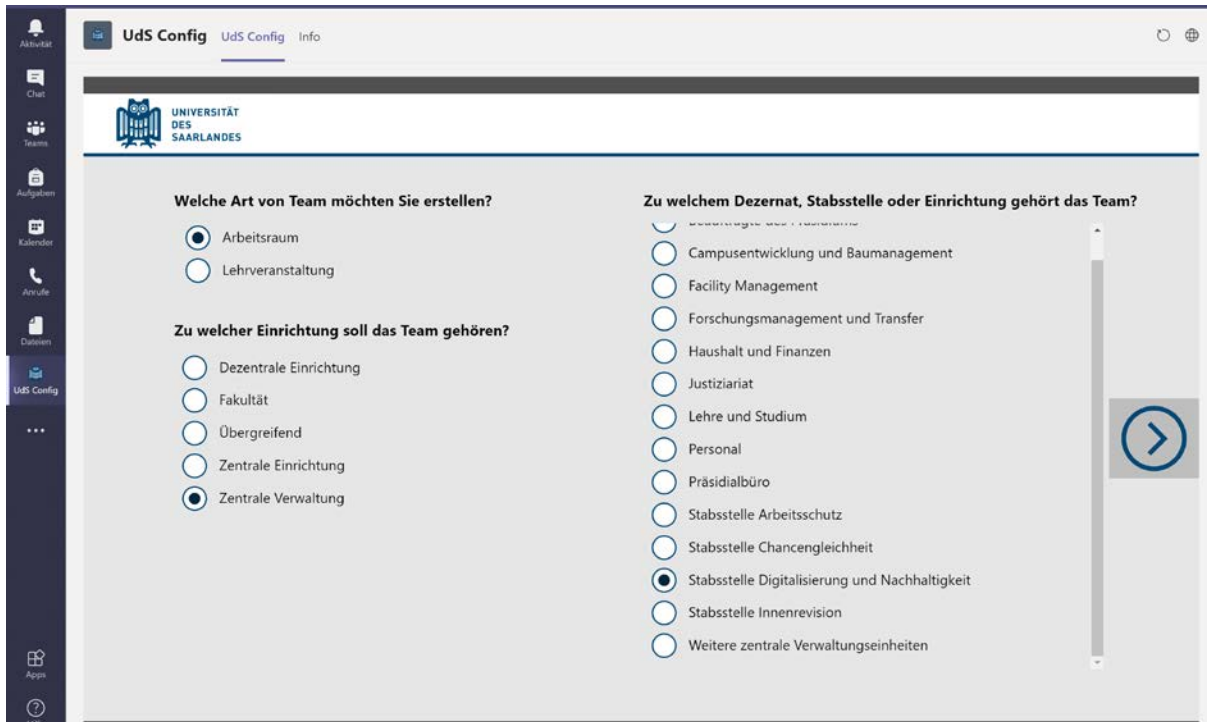 Aktivität
Chat
Teams
Aufgaben
Kalender
Anrufe
Dateien
UdS Config
Apps
UdS Config UdS Config Info
UNIVERSITÄT
DES
SAARLANDES
Welche Art von Team möchten Sie erstellen?
Arbeitsraum
Lehrveranstaltung
Zu welcher Einrichtung soll das Team gehören?
Dezentrale Einrichtung
Fakultät
Übergreifend
Zentrale Einrichtung
Zentrale Verwaltung
Zu welchem Dezernat, Stabsstelle oder Einrichtung gehört das Team?
Beauftragte des Präsidiums
Campusentwicklung und Baumanagement
Facility Management
Forschungsmanagement und Transfer
Haushalt und Finanzen
Justiziariat
Lehre und Studium
Personal
Präsidialbüro
Stabsstelle Arbeitsschutz
Stabsstelle Chancengleichheit
Stabsstelle Digitalisierung und Nachhaltigkeit
Stabsstelle Innenrevision
Weitere zentrale Verwaltungseinheiten